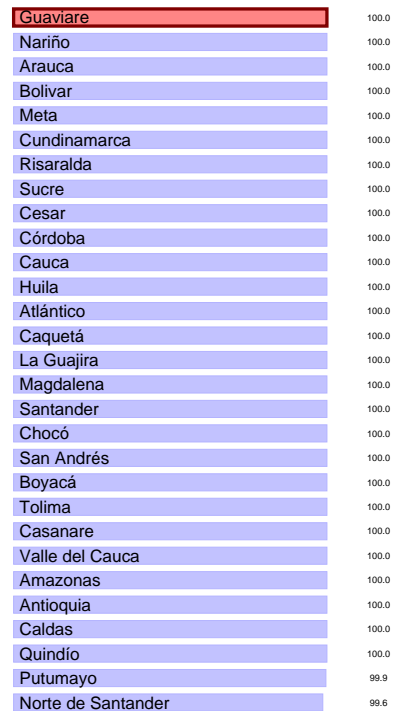 Guaviare 100.0
Nariño 100.0
Arauca 100.0
Bolivar 100.0
Meta 100.0
Cundinamarca 100.0
Risaralda 100.0
Sucre 100.0
Cesar 100.0
Córdoba 100.0
Cauca 100.0
Huila 100.0
Atlántico 100.0
Caquetá 100.0
La Guajira 100.0
Magdalena 100.0
Santander 100.0
Chocó 100.0
San Andrés 100.0
Boyacá 100.0
Tolima 100.0
Casanare 100.0
Valle del Cauca 100.0
Amazonas 100.0
Antioquia 100.0
Caldas 100.0
Quindío 100.0
Putumayo 99.9
Norte de Santander 99.6